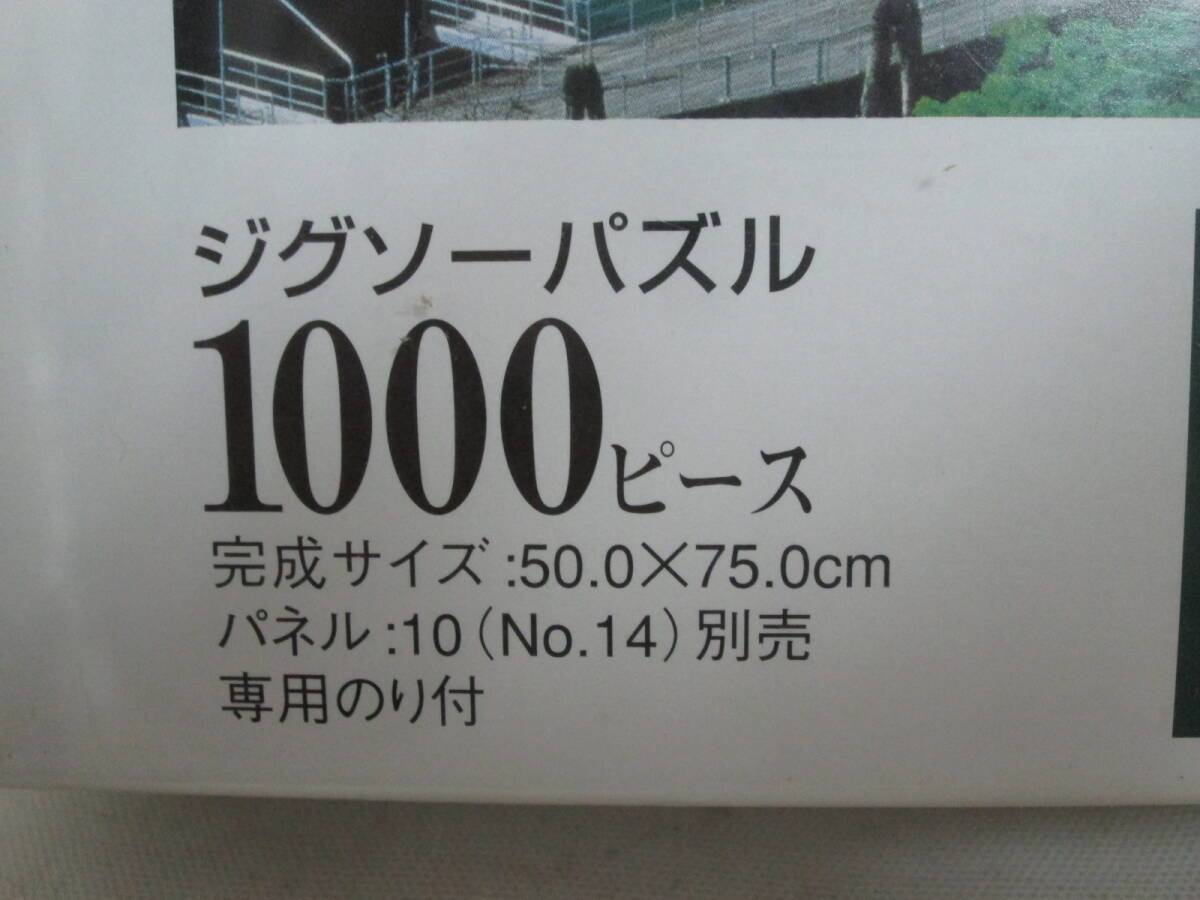 ジグソーパズル
1000ピース
完成サイズ:50.0×75.0cm
パネル:10(No.14)別売
専用のり付